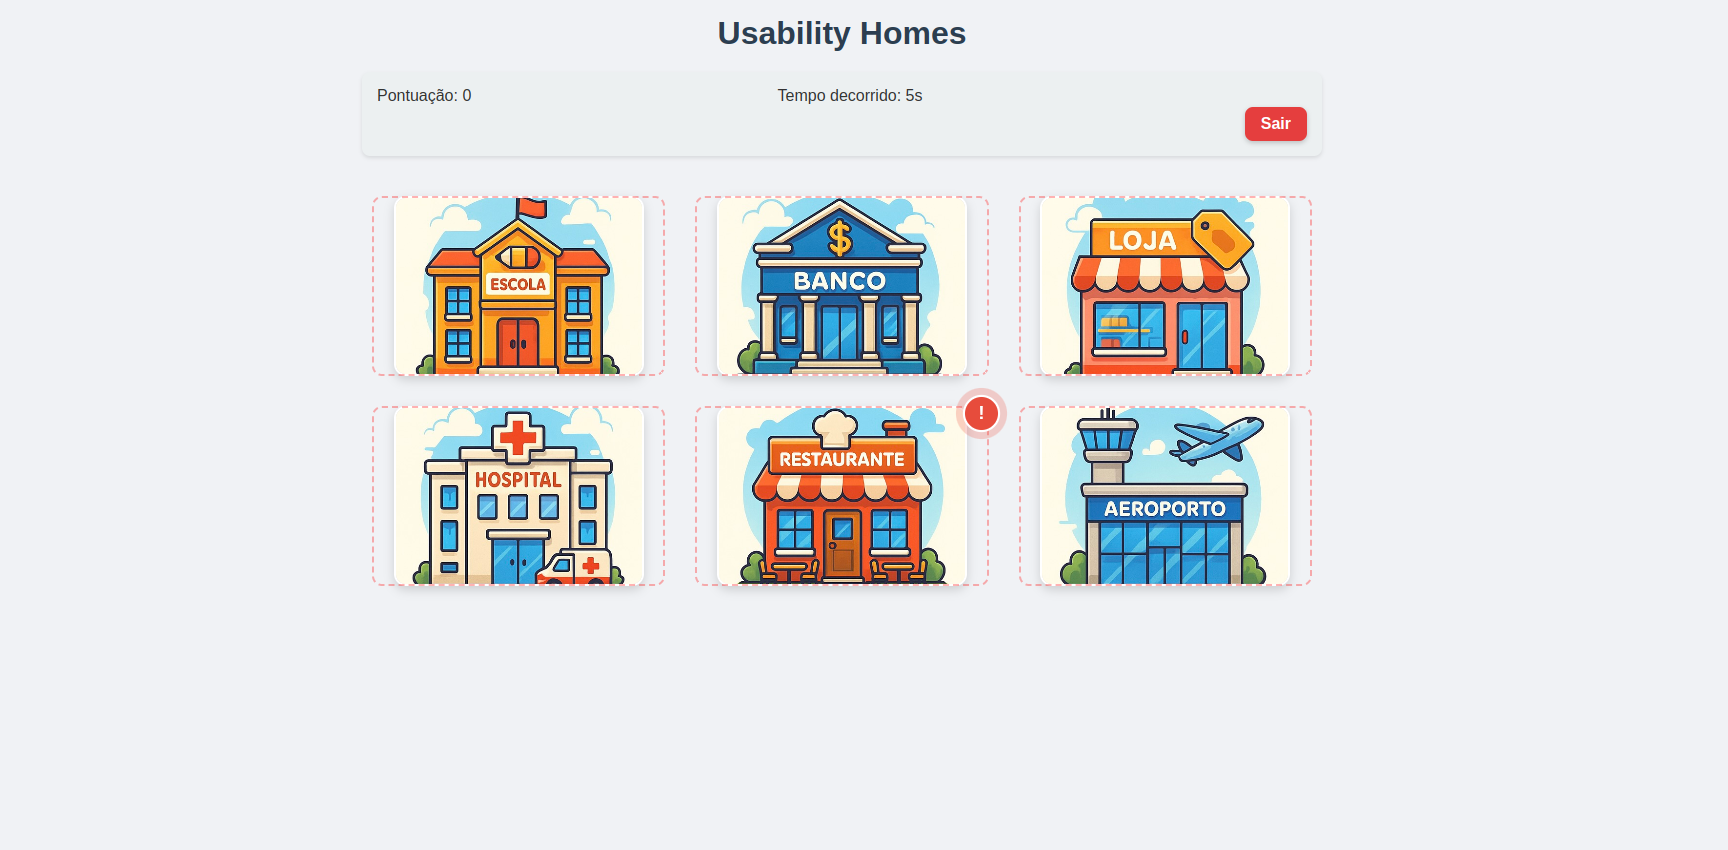 Usability Homes
Pontuação: 0
Tempo decorrido: 5s
Sair
ESCOLA
$
BANCO
LOJA
HOSPITAL
RESTAURANTE
!
AEROPORTO